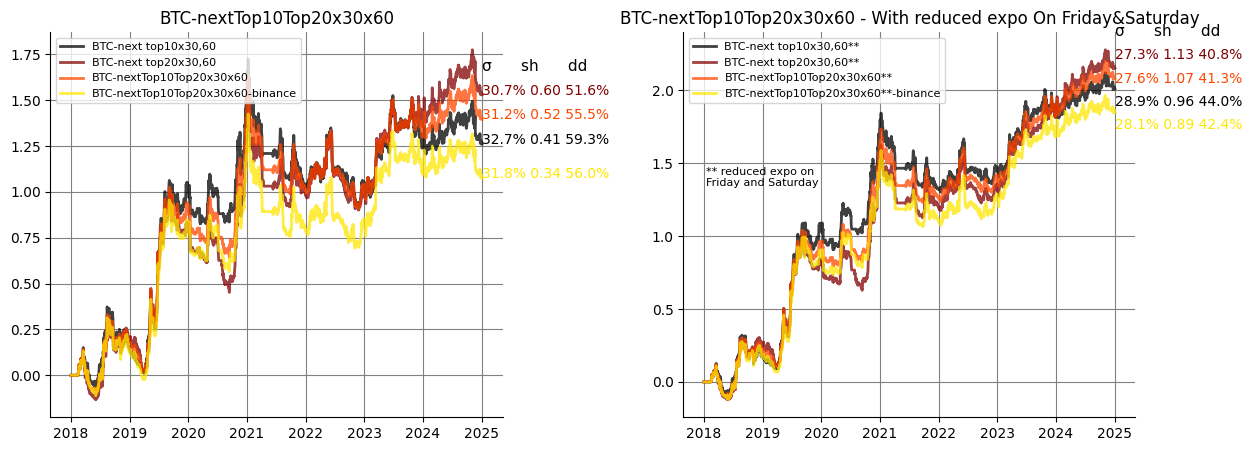 BTC-nextTop10Top20x30x60
BTC-next top10x30,60
BTC-next top20x30,60
BTC-nextTop10Top20x30x60
BTC-nextTop10Top20x30x60-binance
σ sh dd
30.7% 0.60 51.6%
31.2% 0.52 55.5%
32.7% 0.41 59.3%
31.8% 0.34 56.0%
1.75
1.50
1.25
1.00
0.75
0.50
0.25
0.00
2018 2019 2020 2021 2022 2023 2024 2025
BTC-nextTop10Top20x30x60 - With reduced expo On Friday&Saturday
BTC-next top10x30,60**
BTC-next top20x30,60**
BTC-nextTop10Top20x30x60**
BTC-nextTop10Top20x30x60**-binance
σ sh dd
27.3% 1.13 40.8%
27.6% 1.07 41.3%
28.9% 0.96 44.0%
28.1% 0.89 42.4%
** reduced expo on
Friday and Saturday
2.0
1.5
1.0
0.5
0.0
2018 2019 2020 2021 2022 2023 2024 2025